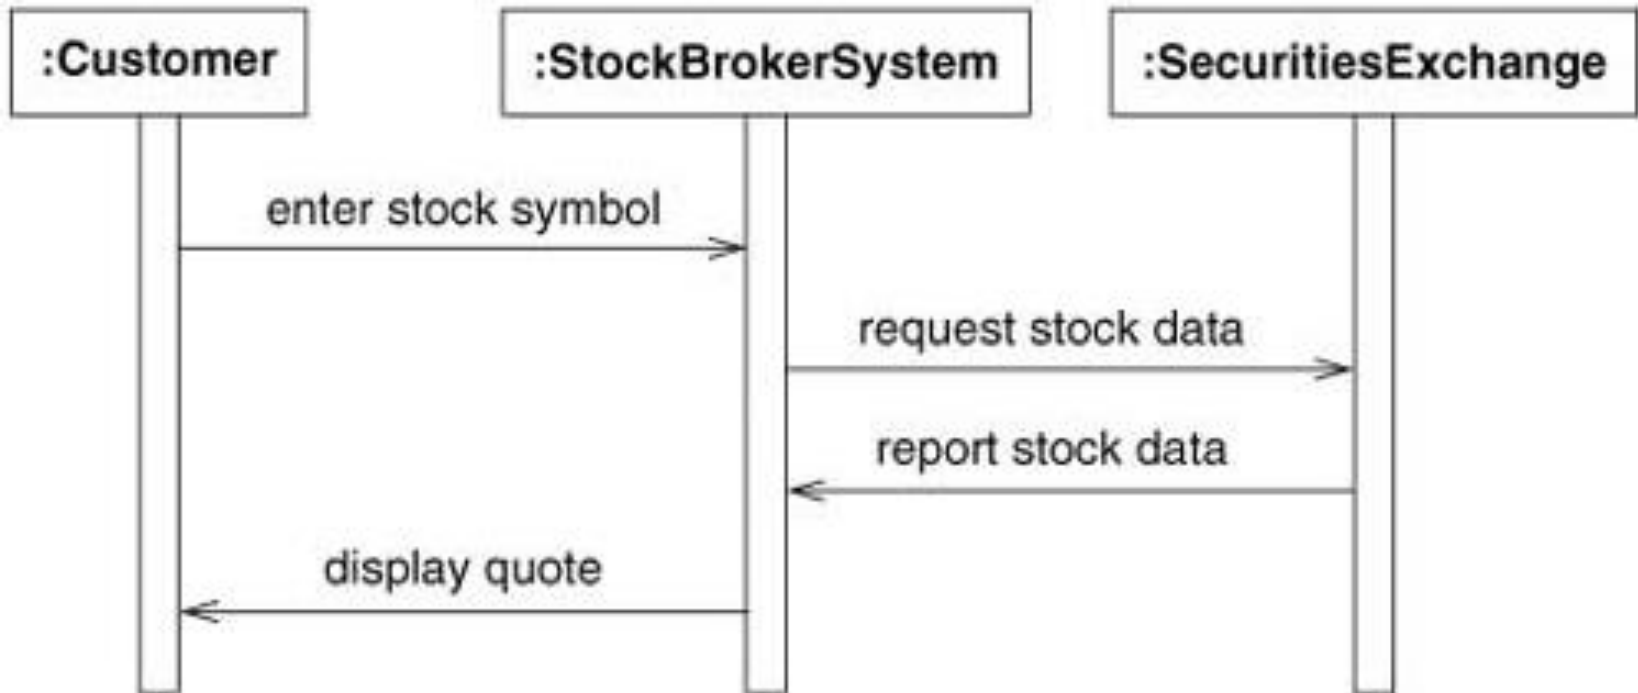 :Customer
:StockBrokerSystem
:SecuritiesExchange
enter stock symbol
request stock data
report stock data
display quote